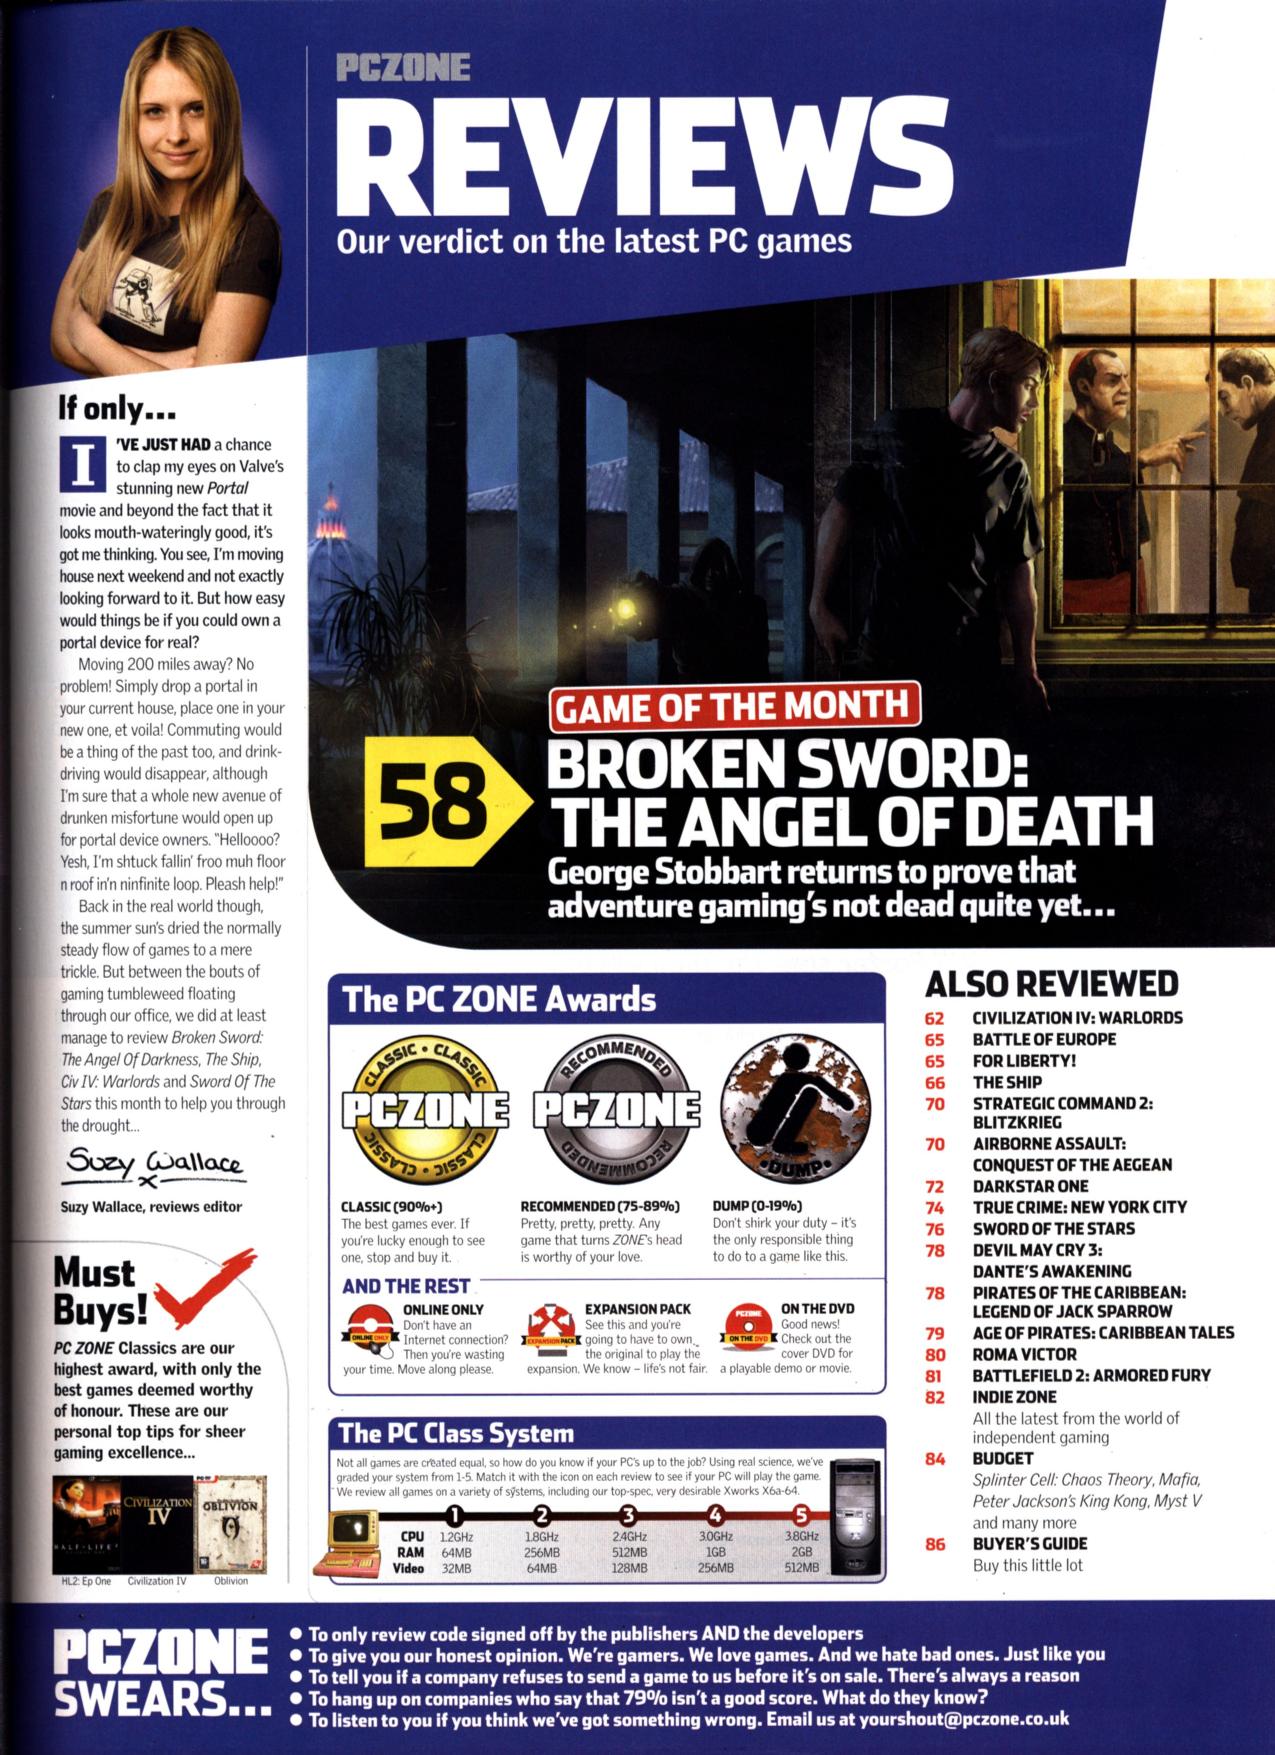 PCZONE
REVIEWS
Our verdict on the latest PC games
If only...
I'VE JUST HAD a chance
to clap my eyes on Valve's
stunning new Portal
movie and beyond the fact that it
looks mouth-wateringly good, it's
got me thinking. You see, I'm moving
house next weekend and not exactly
looking forward to it. But how easy
would things be if you could own a
portal device for real?
Moving 200 miles away? No
problem! Simply drop a portal in
your current house, place one in your
new one, et voila! Commuting would
be a thing of the past too, and drink-
driving would disappear, although
I'm sure that a whole new avenue of
drunken misfortune would open up
for portal device owners. "Helloooo?
Yesh, I'm shtuck fallin' froo muh floor
n roof in'n ninfinite loop. Pleash help!"
Back in the real world though,
the summer sun's dried the normally
steady flow of games to a mere
trickle. But between the bouts of
gaming tumbleweed floating
through our office, we did at least
manage to review Broken Sword:
The Angel Of Darkness, The Ship,
Civ IV: Warlords and Sword Of The
Stars this month to help you through
the drought...
Suzy Wallace
x
Suzy Wallace, reviews editor
Must
Buys!
PC ZONE Classics are our
highest award, with only the
best games deemed worthy
of honour. These are our
personal top tips for sheer
gaming excellence...
HALF-LIFE
CIVILIZATION
IV
OBLIVION
HL2: Ep One
Civilization IV
Oblivion
GAME OF THE MONTH
58
BROKEN SWORD:
THE ANGEL OF DEATH
George Stobbart returns to prove that
adventure gaming's not dead quite yet...
The PC ZONE Awards
CLASSIC • CLASSIC
PCZONE
CLASSIC • CLASSIC
RECOMMENDED
PCZONE
RECOMMENDED
•DUMP•
CLASSIC (90%+)
The best games ever. If
you're lucky enough to see
one, stop and buy it.
RECOMMENDED (75-89%)
Pretty, pretty, pretty. Any
game that turns ZONE's head
is worthy of your love.
DUMP (0-19%)
Don't shirk your duty – it's
the only responsible thing
to do to a game like this.
AND THE REST
ONLINE ONLY
ONLINE ONLY
Don't have an
Internet connection?
Then you're wasting
your time. Move along please.
EXPANSION PACK
EXPANSION PACK
See this and you're
going to have to own
the original to play the
expansion. We know – life's not fair.
PCZONE
ON THE DVD
ON THE DVD
Good news!
Check out the
cover DVD for
a playable demo or movie.
The PC Class System
Not all games are created equal, so how do you know if your PC's up to the job? Using real science, we've
graded your system from 1-5. Match it with the icon on each review to see if your PC will play the game.
We review all games on a variety of systems, including our top-spec, very desirable Xworks X6a-64.
1 2 3 4 5
CPU 1.2GHz 1.8GHz 2.4GHz 3.0GHz 3.8GHz
RAM 64MB 256MB 512MB 1GB 2GB
Video 32MB 64MB 128MB 256MB 512MB
ALSO REVIEWED
62 CIVILIZATION IV: WARLORDS
65 BATTLE OF EUROPE
65 FOR LIBERTY!
66 THE SHIP
70 STRATEGIC COMMAND 2:
BLITZKRIEG
70 AIRBORNE ASSAULT:
CONQUEST OF THE AEGEAN
72 DARKSTAR ONE
74 TRUE CRIME: NEW YORK CITY
76 SWORD OF THE STARS
78 DEVIL MAY CRY 3:
DANTE'S AWAKENING
78 PIRATES OF THE CARIBBEAN:
LEGEND OF JACK SPARROW
79 AGE OF PIRATES: CARIBBEAN TALES
80 ROMA VICTOR
81 BATTLEFIELD 2: ARMORED FURY
82 INDIE ZONE
All the latest from the world of
independent gaming
84 BUDGET
Splinter Cell: Chaos Theory, Mafia,
Peter Jackson's King Kong, Myst V
and many more
86 BUYER'S GUIDE
Buy this little lot
PCZONE
SWEARS...
• To only review code signed off by the publishers AND the developers
• To give you our honest opinion. We're gamers. We love games. And we hate bad ones. Just like you
• To tell you if a company refuses to send a game to us before it's on sale. There's always a reason
• To hang up on companies who say that 79% isn't a good score. What do they know?
• To listen to you if you think we've got something wrong. Email us at yourshout@pczone.co.uk